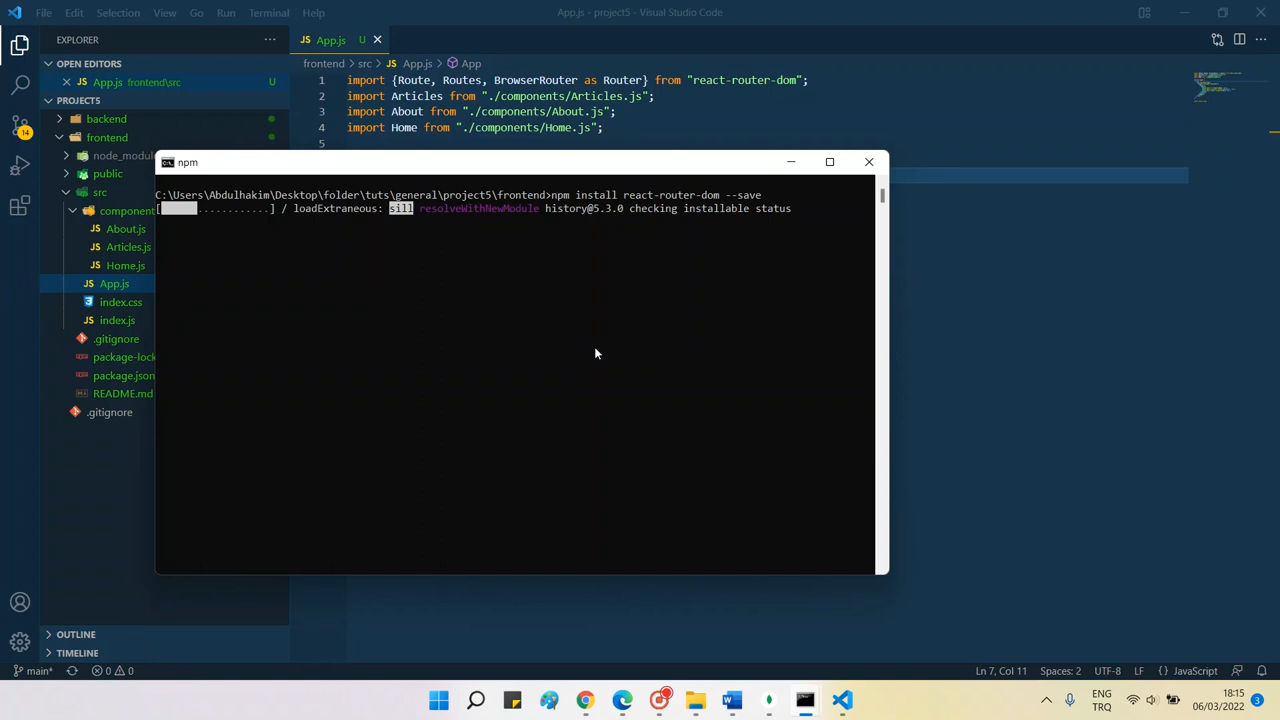 File Edit Selection View Go Run Terminal Help
App.js - project5 - Visual Studio Code
EXPLORER
OPEN EDITORS
App.js frontend\src U
PROJECT5
backend
frontend
node_modul
public
src
component
About.js
Articles.js
Home.js
App.js
index.css
index.js
.gitignore
package-lock
package.json
README.md
.gitignore
OUTLINE
TIMELINE
14
App.js U
frontend > src > App.js > App
1 import {Route, Routes, BrowserRouter as Router} from "react-router-dom";
2 import Articles from "./components/Articles.js";
3 import About from "./components/About.js";
4 import Home from "./components/Home.js";
5
npm
C:\Users\Abdulhakim\Desktop\folder\tuts\general\project5\frontend>npm install react-router-dom --save
[ ............] / loadExtraneous: sill resolveWithNewModule history@5.3.0 checking installable status
main* 0 0
Ln 7, Col 11 Spaces: 2 UTF-8 LF {} JavaScript
ENG
TRQ
18:15
06/03/2022
3